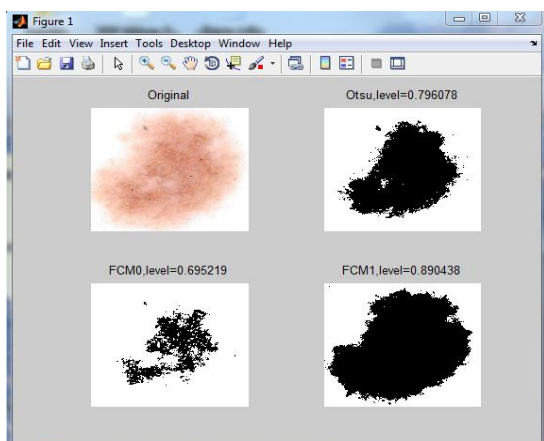 Figure 1
File Edit View Insert Tools Desktop Window Help
Original
Otsu,level=0.796078
FCM0,level=0.695219
FCM1,level=0.890438